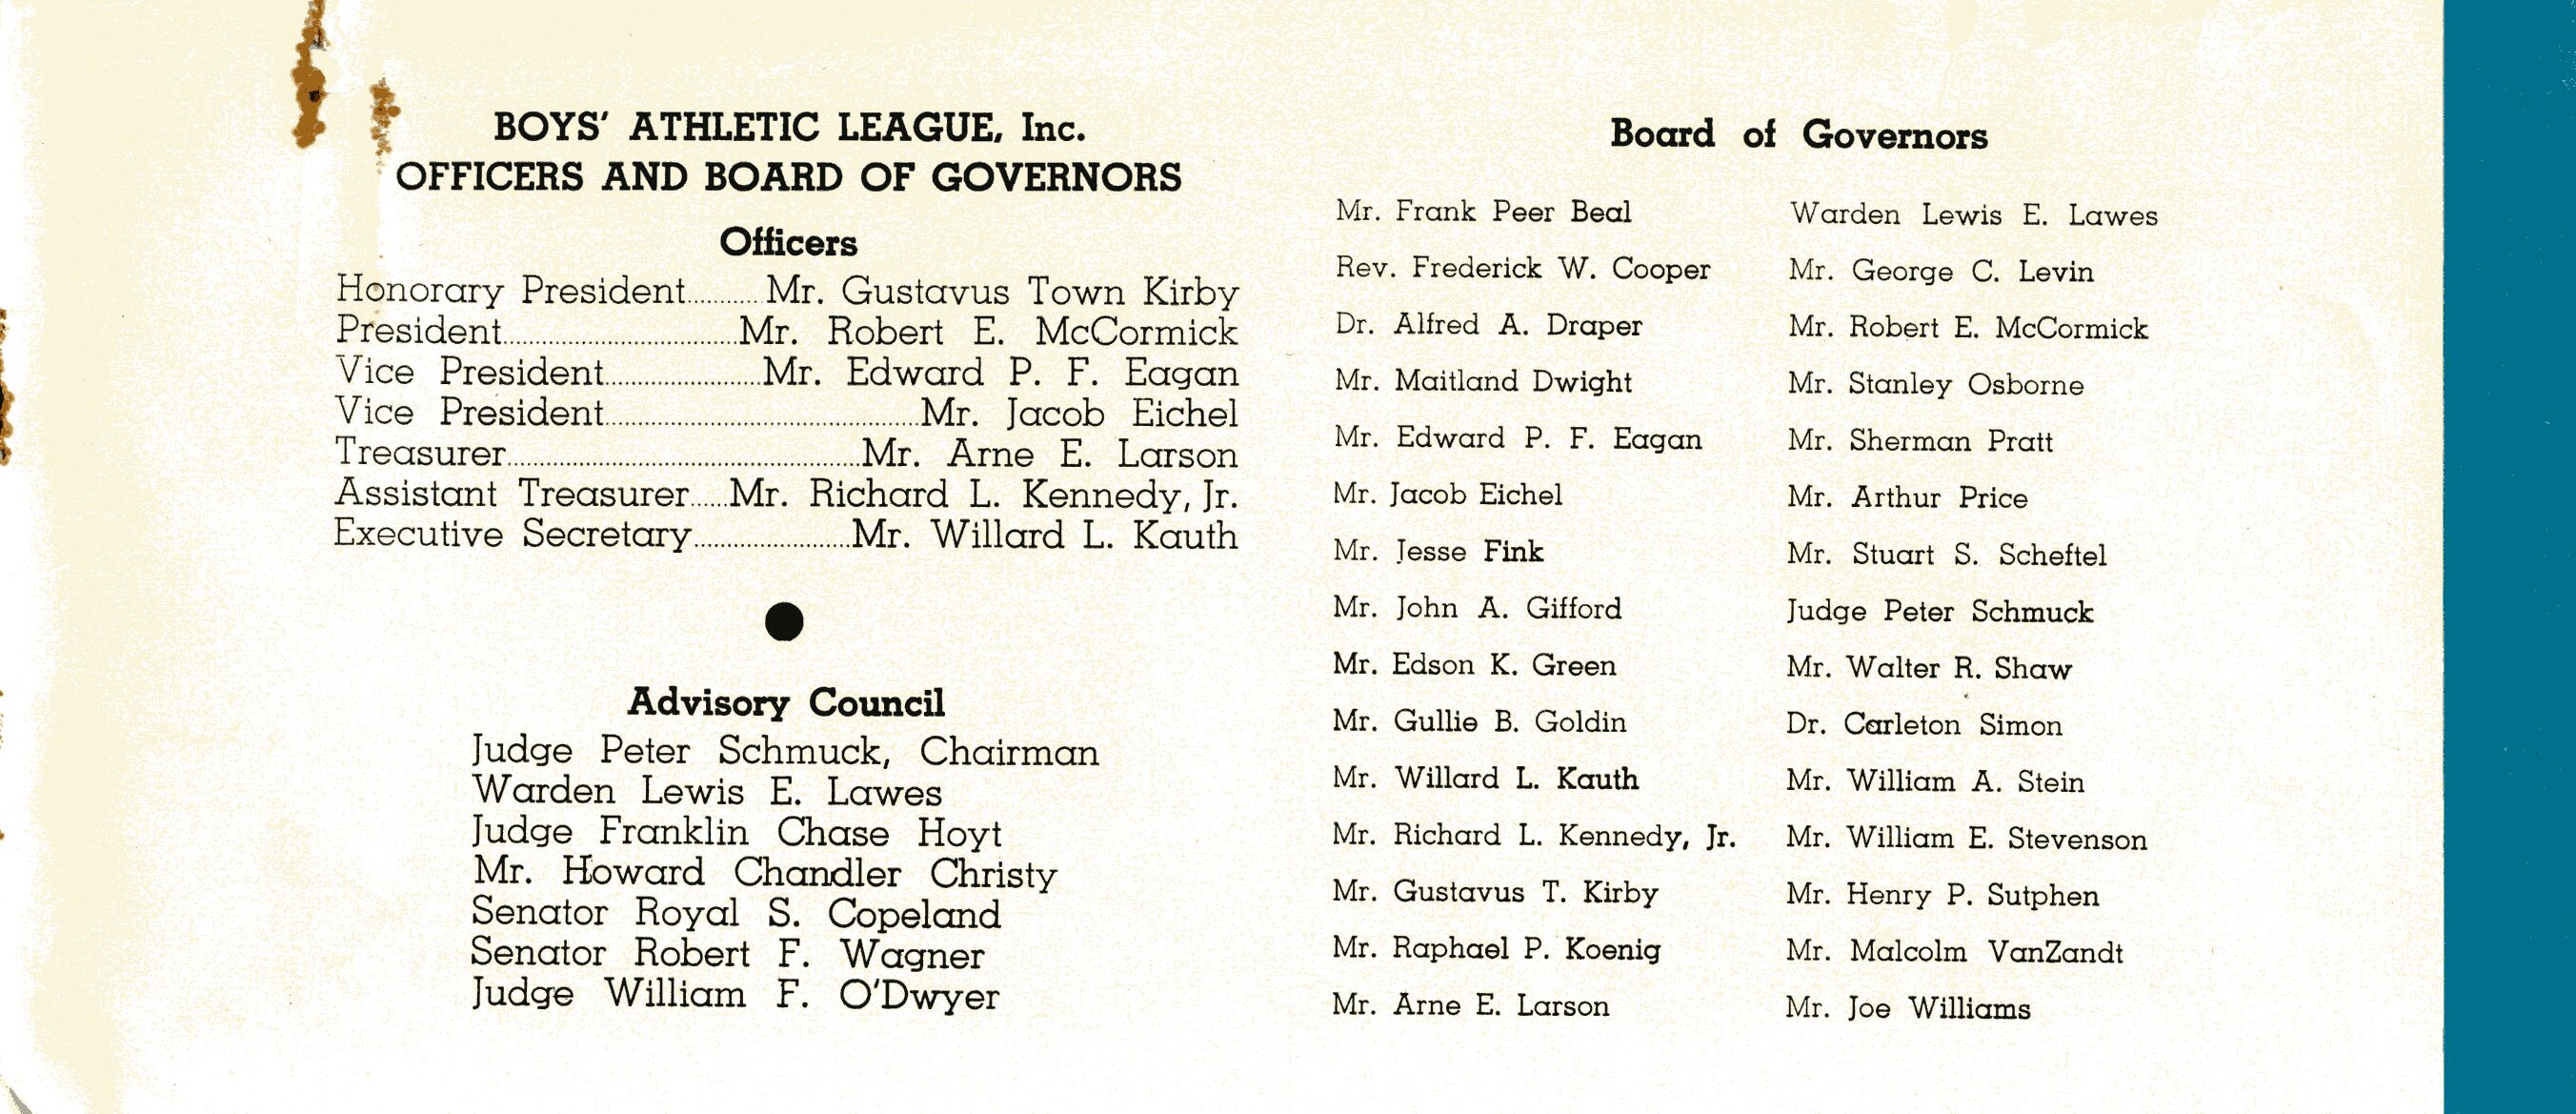 BOYS' ATHLETIC LEAGUE, Inc.
OFFICERS AND BOARD OF GOVERNORS
Officers
Honorary President..........Mr. Gustavus Town Kirby
President..................................Mr. Robert E. McCormick
Vice President......................Mr. Edward P. F. Eagan
Vice President.............................................Mr. Jacob Eichel
Treasurer..................................................Mr. Arne E. Larson
Assistant Treasurer.....Mr. Richard L. Kennedy, Jr.
Executive Secretary......................Mr. Willard L. Kauth
Advisory Council
Judge Peter Schmuck, Chairman
Warden Lewis E. Lawes
Judge Franklin Chase Hoyt
Mr. Howard Chandler Christy
Senator Royal S. Copeland
Senator Robert F. Wagner
Judge William F. O'Dwyer
Board of Governors
Mr. Frank Peer Beal
Rev. Frederick W. Cooper
Dr. Alfred A. Draper
Mr. Maitland Dwight
Mr. Edward P. F. Eagan
Mr. Jacob Eichel
Mr. Jesse Fink
Mr. John A. Gifford
Mr. Edson K. Green
Mr. Gullie B. Goldin
Mr. Willard L. Kauth
Mr. Richard L. Kennedy, Jr.
Mr. Gustavus T. Kirby
Mr. Raphael P. Koenig
Mr. Arne E. Larson
Warden Lewis E. Lawes
Mr. George C. Levin
Mr. Robert E. McCormick
Mr. Stanley Osborne
Mr. Sherman Pratt
Mr. Arthur Price
Mr. Stuart S. Scheftel
Judge Peter Schmuck
Mr. Walter R. Shaw
Dr. Carleton Simon
Mr. William A. Stein
Mr. William E. Stevenson
Mr. Henry P. Sutphen
Mr. Malcolm VanZandt
Mr. Joe Williams